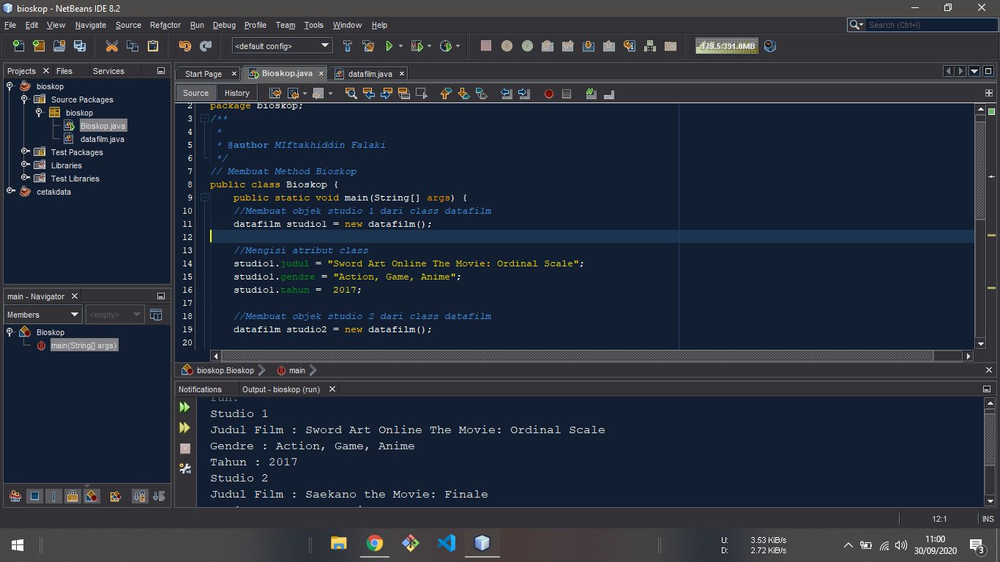 bioskop - NetBeans IDE 8.2
File Edit View Navigate Source Refactor Run Debug Profile Team Tools Window Help
Search (Ctrl+I)
<default config>
179.5/391.0MB
Projects Files Services
bioskop
Source Packages
bioskop
Bioskop.java
datafilm.java
Test Packages
Libraries
Test Libraries
cetakdata
main - Navigator
Members <empty>
Bioskop
main(String[] args)
Start Page Bioskop.java datafilm.java
Source History
2 package bioskop;
3 /**
4 *
5 * @author MIftakhiddin Falaki
6 */
7 // Membuat Method Bioskop
8 public class Bioskop {
9 public static void main(String[] args) {
10 //Membuat objek studio 1 dari class datafilm
11 datafilm studio1 = new datafilm();
12
13 //Mengisi atribut class
14 studio1.judul = "Sword Art Online The Movie: Ordinal Scale";
15 studio1.gendre = "Action, Game, Anime";
16 studio1.tahun =  2017;
17
18 //Membuat objek studio 2 dari class datafilm
19 datafilm studio2 = new datafilm();
20
bioskop.Bioskop main
Notifications Output - bioskop (run)
run:
Studio 1
Judul Film : Sword Art Online The Movie: Ordinal Scale
Gendre : Action, Game, Anime
Tahun : 2017
Studio 2
Judul Film : Saekano the Movie: Finale
12:1 INS
U: 3.53 KiB/s
D: 2.72 KiB/s
11:00
30/09/2020
3